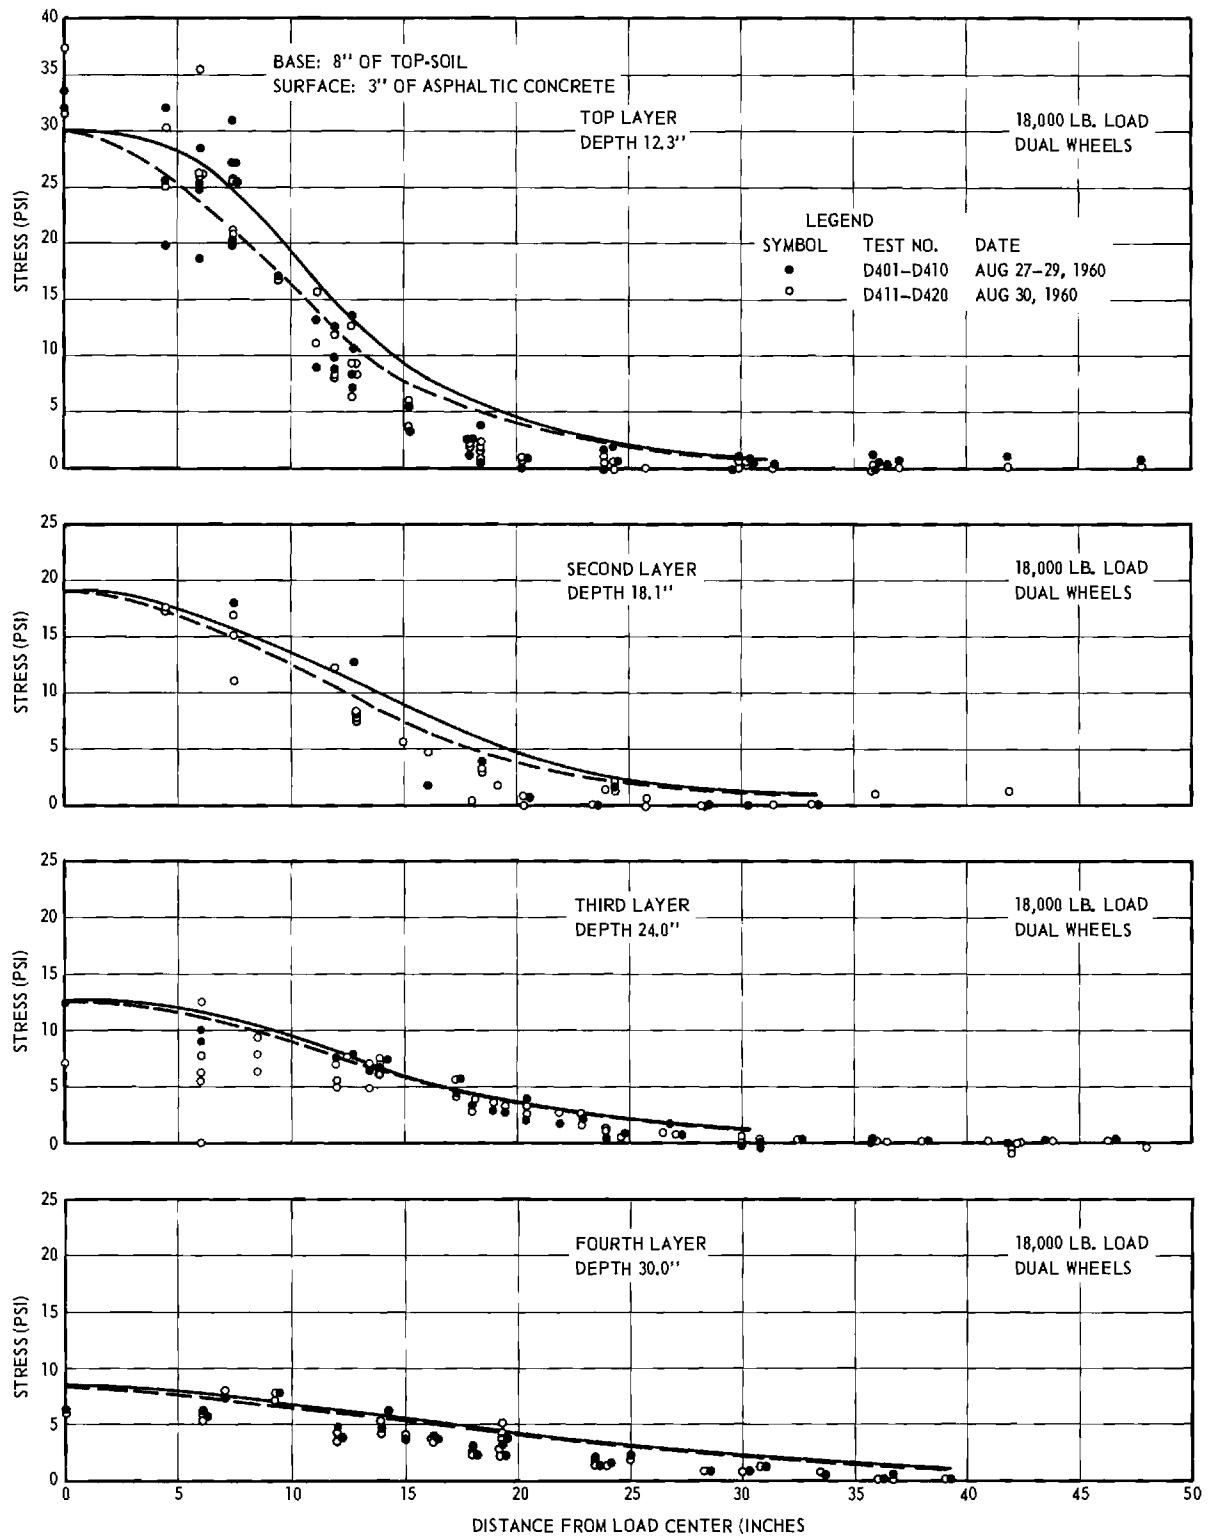 40
35
30
25
20
15
10
5
0
STRESS (PSI)
BASE: 8" OF TOP-SOIL
SURFACE: 3" OF ASPHALTIC CONCRETE
TOP LAYER
DEPTH 12.3"
18,000 LB. LOAD
DUAL WHEELS
LEGEND
SYMBOL TEST NO. DATE
D401-D410 AUG 27-29, 1960
D411-D420 AUG 30, 1960
25
20
15
10
5
0
STRESS (PSI)
SECOND LAYER
DEPTH 18.1"
18,000 LB. LOAD
DUAL WHEELS
25
20
15
10
5
0
STRESS (PSI)
THIRD LAYER
DEPTH 24.0"
18,000 LB. LOAD
DUAL WHEELS
25
20
15
10
5
0
STRESS (PSI)
FOURTH LAYER
DEPTH 30.0"
18,000 LB. LOAD
DUAL WHEELS
0 5 10 15 20 25 30 35 40 45 50
DISTANCE FROM LOAD CENTER (INCHES